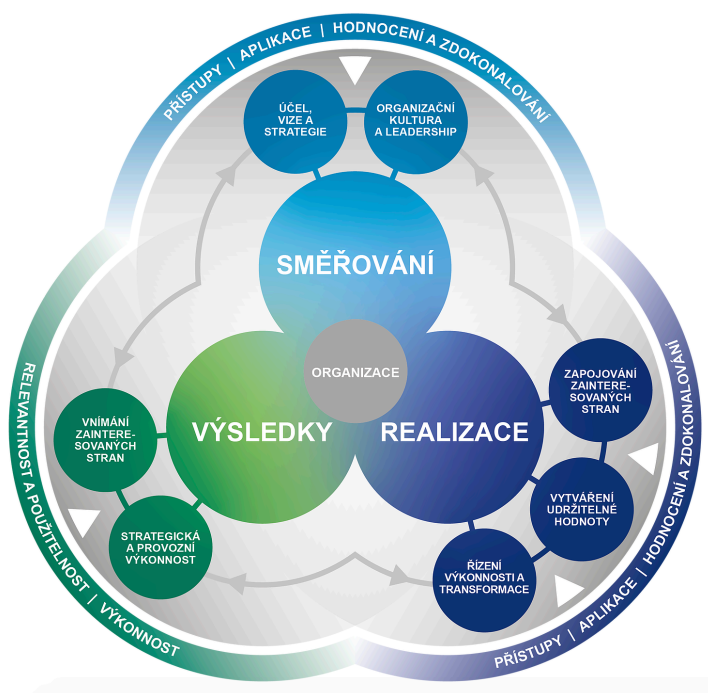 PŘÍSTUPY | APLIKACE | HODNOCENÍ A ZDOKONALOVÁNÍ
ÚČEL,
VIZE A
STRATEGIE
ORGANIZAČNÍ
KULTURA
A LEADERSHIP
SMĚŘOVÁNÍ
ORGANIZACE
VÝSLEDKY
REALIZACE
VNÍMÁNÍ
ZAINTERE-
SOVANÝCH
STRAN
STRATEGICKÁ
A PROVOZNÍ
VÝKONNOST
ZAPOJOVÁNÍ
ZAINTERE-
SOVANÝCH
STRAN
VYTVÁŘENÍ
UDRŽITELNÉ
HODNOTY
ŘÍZENÍ
VÝKONNOSTI A
TRANSFORMACE
RELEVANTNOST A POUŽITELNOST | VÝKONNOST
PŘÍSTUPY | APLIKACE | HODNOCENÍ A ZDOKONALOVÁNÍ